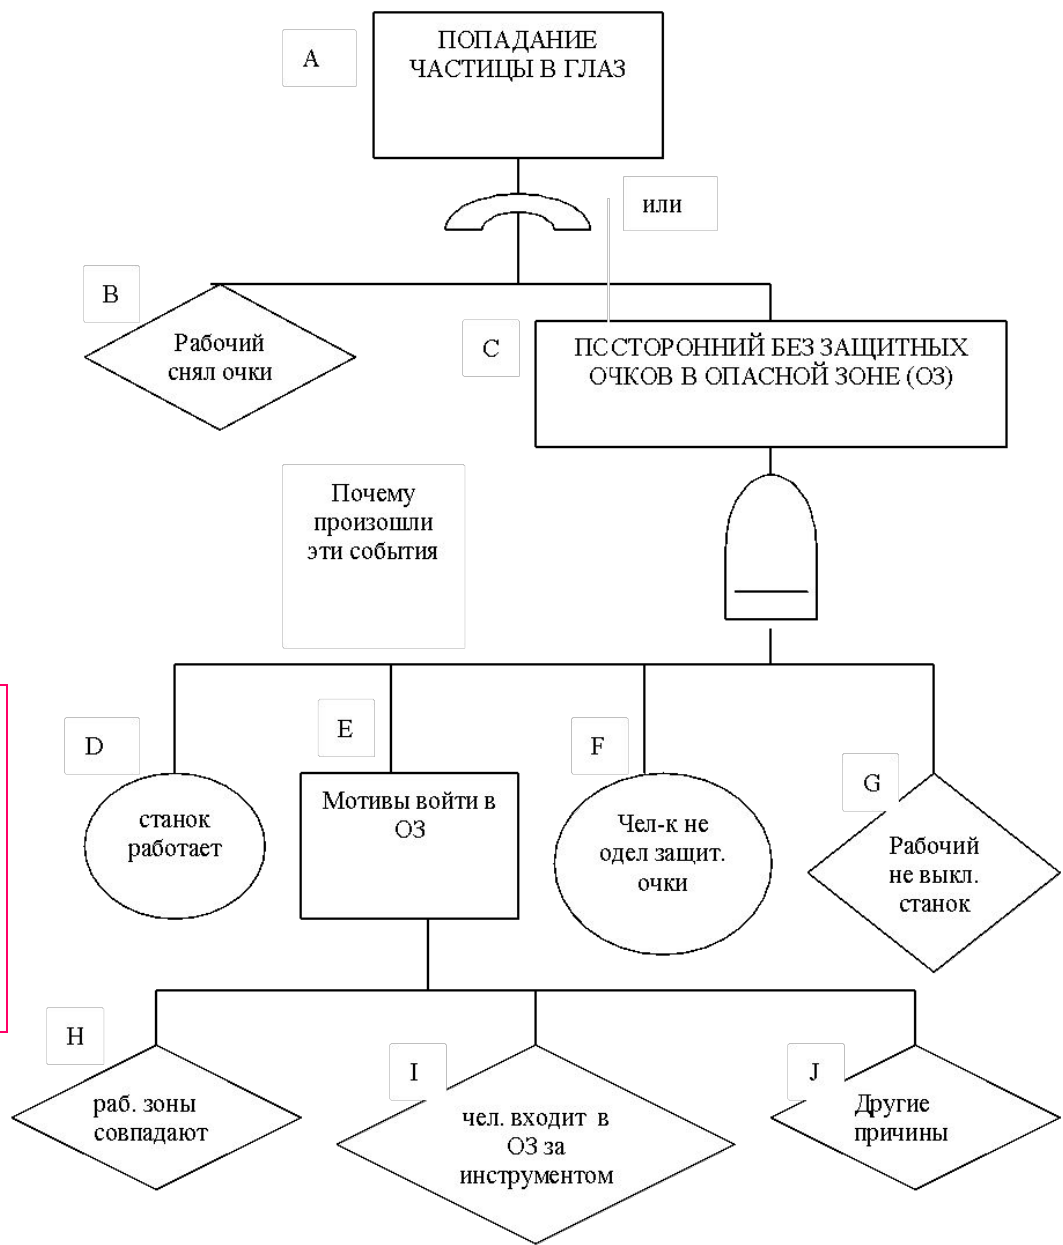 A
ПОПАДАНИЕ
ЧАСТИЦЫ В ГЛАЗ
или
B
Рабочий
снял очки
C
ПССТОРОННИЙ БЕЗ ЗАЩИТНЫХ
ОЧКОВ В ОПАСНОЙ ЗОНЕ (ОЗ)
Почему
произошли
эти события
D
станок
работает
E
Мотивы войти в
ОЗ
F
Чел-к не
одел защит.
очки
G
Рабочий
не выкл.
станок
H
раб. зоны
совпадают
I
чел. входит в
ОЗ за
инструментом
J
Другие
причины